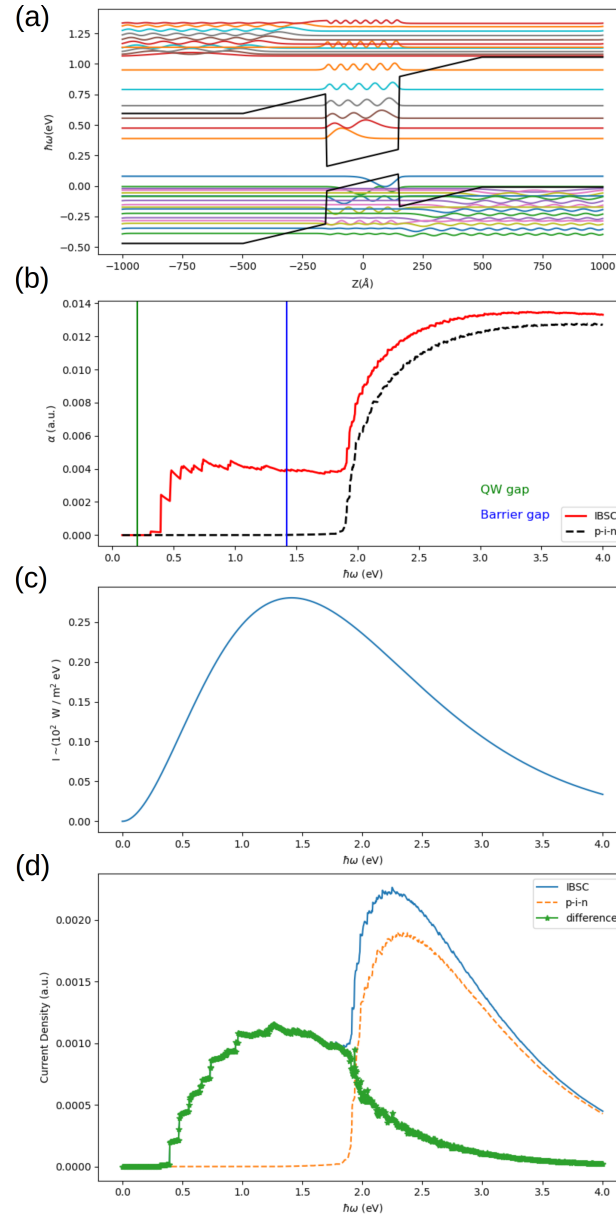 (a)
ħω(eV)
1.25
1.00
0.75
0.50
0.25
0.00
−0.25
−0.50
−1000 −750 −500 −250 0 250 500 750 1000
Z(Å)
(b)
α (a.u.)
0.014
0.012
0.010
0.008
0.006
0.004
0.002
0.000
QW gap
Barrier gap
IBSC
p-i-n
0.0 0.5 1.0 1.5 2.0 2.5 3.0 3.5 4.0
ħω (eV)
(c)
I ~(10² W / m² eV )
0.25
0.20
0.15
0.10
0.05
0.00
0.0 0.5 1.0 1.5 2.0 2.5 3.0 3.5 4.0
ħω (eV)
(d)
Current Density (a.u.)
0.0020
0.0015
0.0010
0.0005
0.0000
IBSC
p-i-n
difference
0.0 0.5 1.0 1.5 2.0 2.5 3.0 3.5 4.0
ħω (eV)